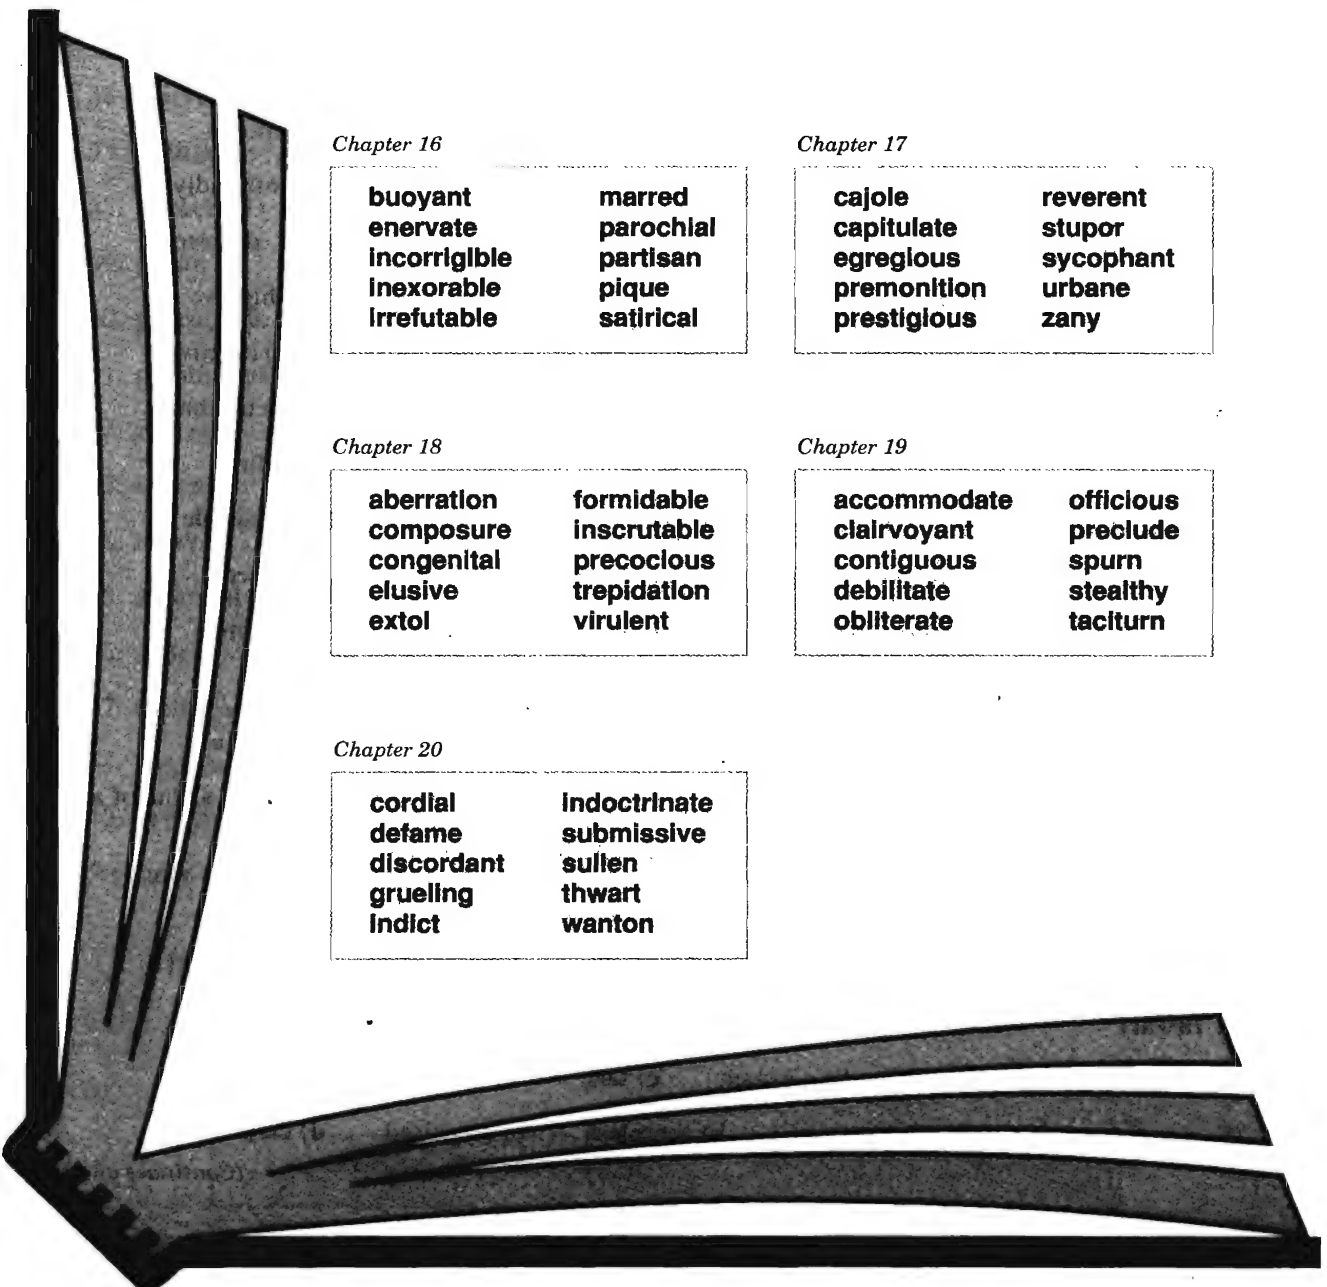 Chapter 16
buoyant marred
enervate parochial
incorrigible partisan
inexorable pique
irrefutable satirical
Chapter 17
cajole reverent
capitulate stupor
egregious sycophant
premonition urbane
prestigious zany
Chapter 18
aberration formidable
composure inscrutable
congenital precocious
elusive trepidation
extol virulent
Chapter 19
accommodate officious
clairvoyant preclude
contiguous spurn
debilitate stealthy
obliterate taciturn
Chapter 20
cordial indoctrinate
defame submissive
discordant sullen
grueling thwart
indict wanton